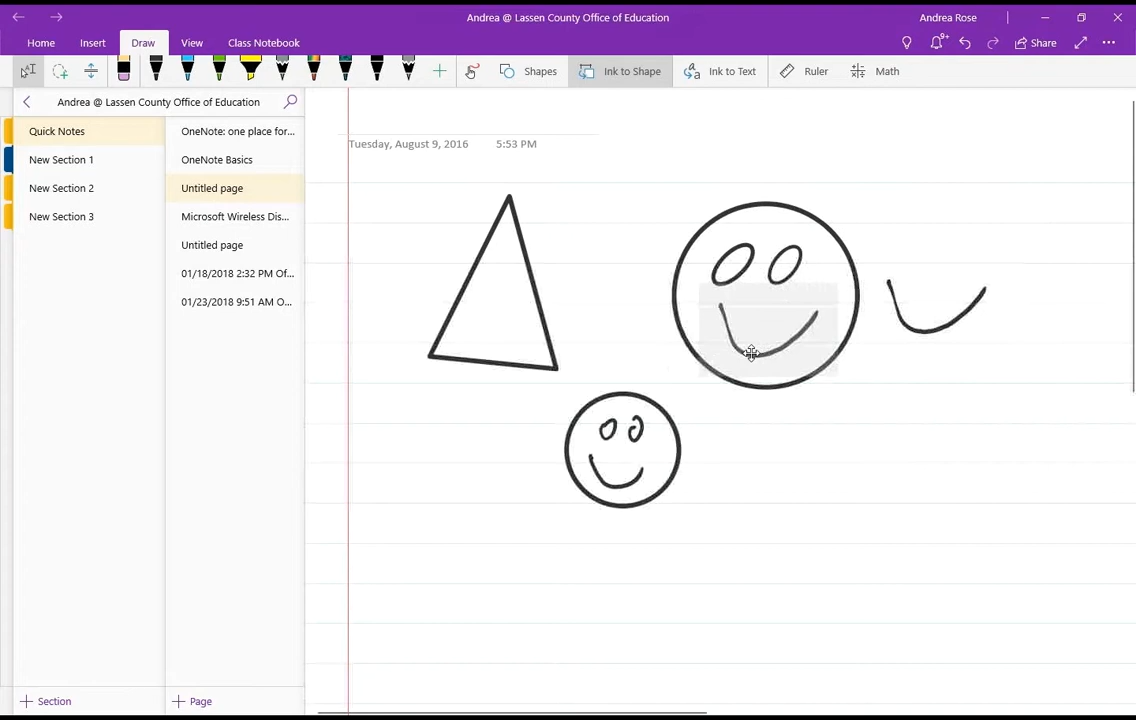 Andrea @ Lassen County Office of Education
Andrea Rose
Home
Insert
Draw
View
Class Notebook
9+
Share
Shapes
Ink to Shape
Ink to Text
Ruler
Math
Andrea @ Lassen County Office of Education
Quick Notes
New Section 1
New Section 2
New Section 3
Section
OneNote: one place for...
OneNote Basics
Untitled page
Microsoft Wireless Dis...
Untitled page
01/18/2018 2:32 PM Of...
01/23/2018 9:51 AM O...
Page
Tuesday, August 9, 2016 5:53 PM